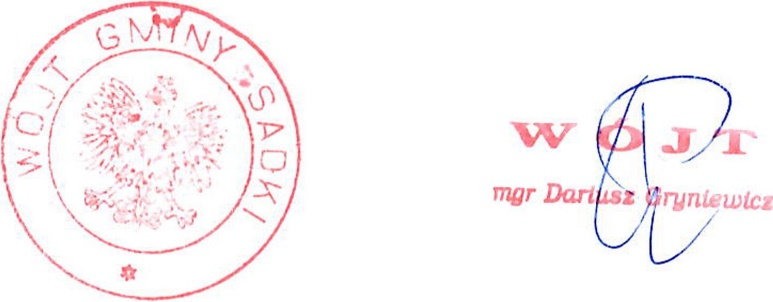 WÓJT GMINY SADKI
WÓJT
mgr Dariusz Gryniewicz